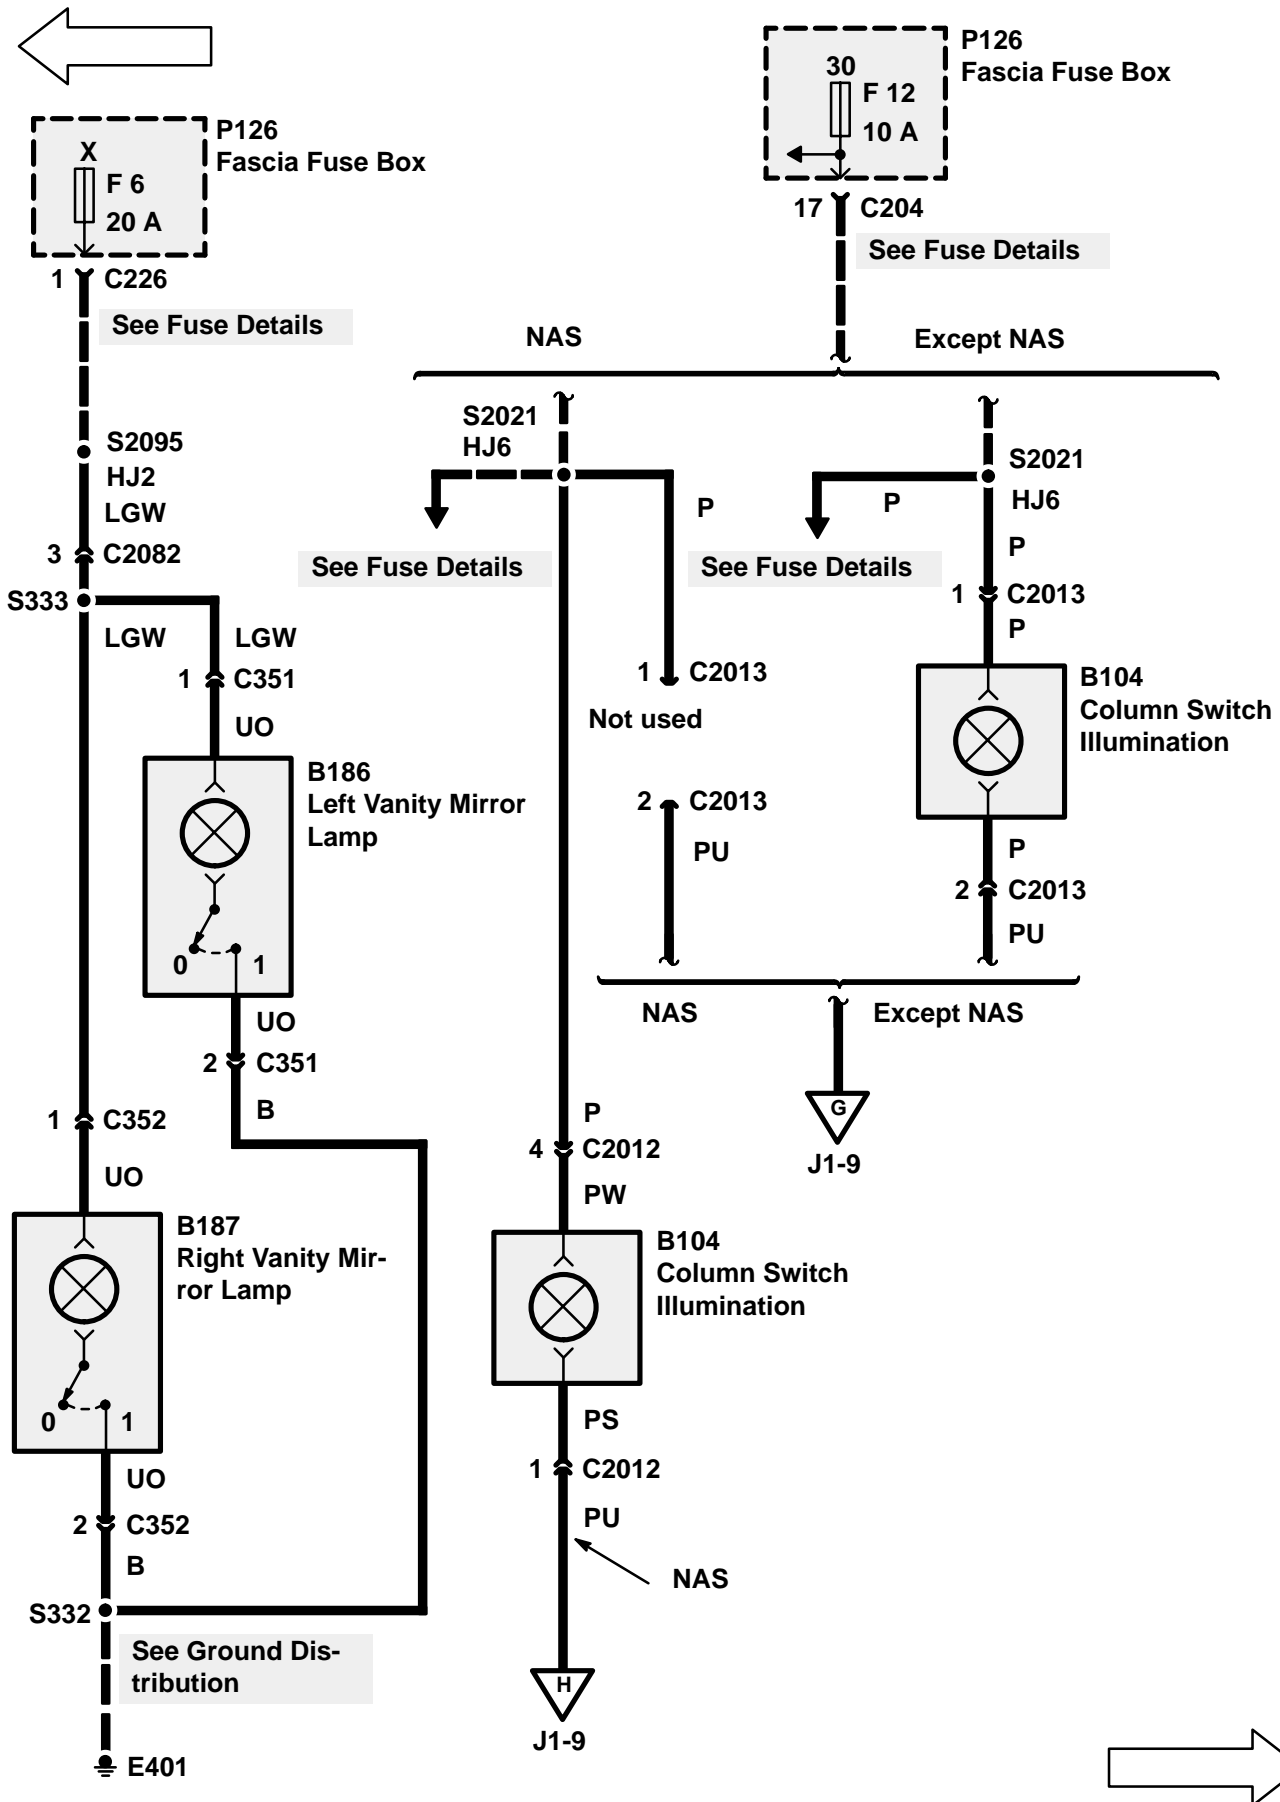 P126
Fascia Fuse Box
30
F 12
10 A
17 C204
See Fuse Details
P126
Fascia Fuse Box
X
F 6
20 A
1 C226
See Fuse Details
NAS
Except NAS
S2095
HJ2
LGW
3 C2082
S333
LGW
LGW
1 C351
UO
B186
Left Vanity Mirror
Lamp
0 1
UO
2 C351
B
1 C352
UO
B187
Right Vanity Mir-
ror Lamp
0 1
UO
2 C352
B
S332
See Ground Dis-
tribution
E401
S2021
HJ6
See Fuse Details
P
1 C2013
Not used
2 C2013
PU
P
See Fuse Details
S2021
HJ6
P
1 C2013
P
B104
Column Switch
Illumination
P
2 C2013
PU
NAS
Except NAS
G
J1-9
P
4 C2012
PW
B104
Column Switch
Illumination
PS
1 C2012
PU
NAS
H
J1-9